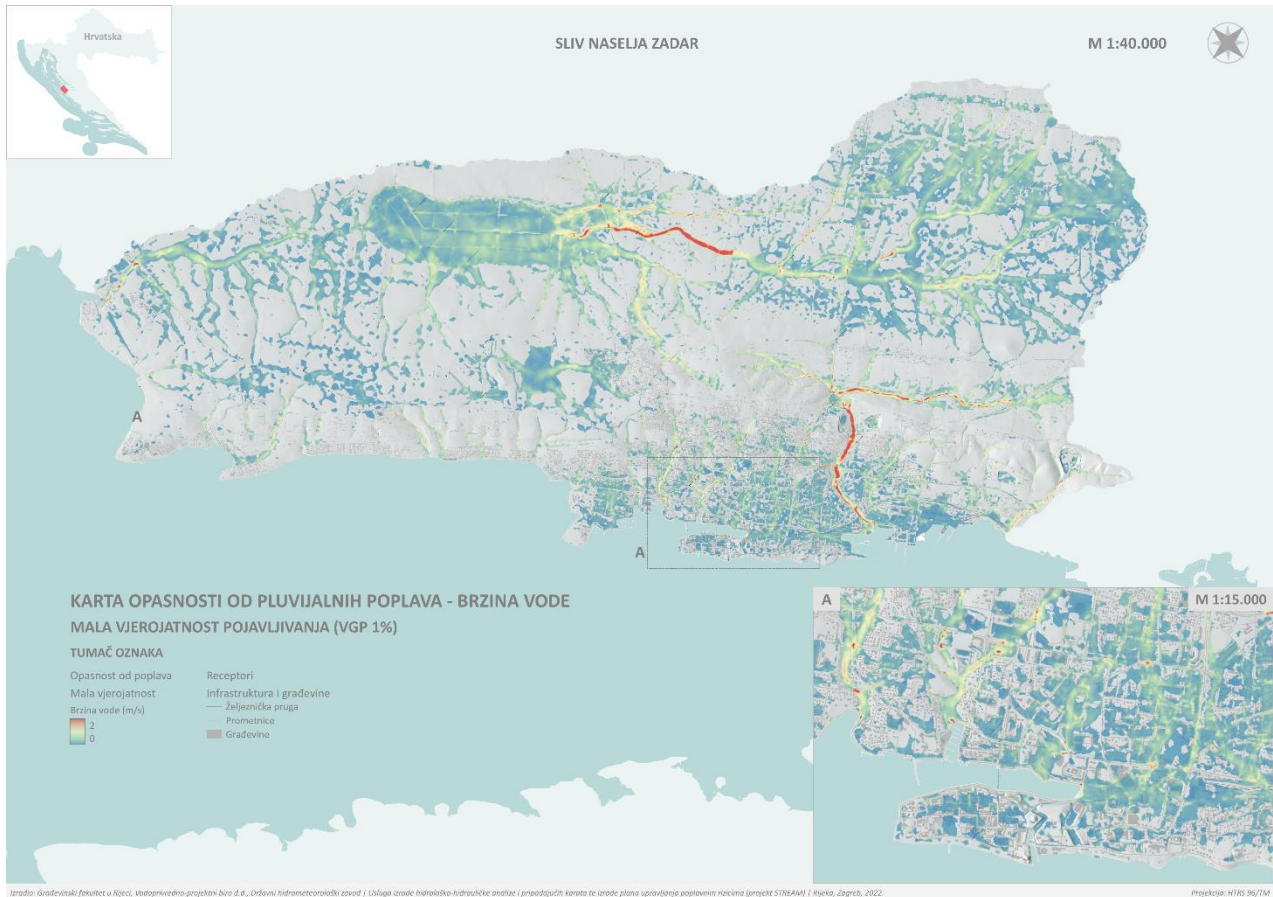 Hrvatska
SLIV NASELJA ZADAR
M 1:40.000
A
A
KARTA OPASNOSTI OD PLUVIJALNIH POPLAVA - BRZINA VODE
MALA VJEROJATNOST POJAVLJIVANJA (VGP 1%)
TUMAČ OZNAKA
Opasnost od poplava
Mala vjerojatnost
Brzina vode (m/s)
2
0
Receptori
Infrastruktura i građevine
Željeznička pruga
Prometnice
Građevine
A
M 1:15.000
Izradio: Građevinski fakultet u Rijeci, Vodoprivredno-projektni biro d.d., Državni hidrometeorološki zavod | Usluga izrade hidrološko-hidrauličke analize i pripadajućih karata te izrade plana upravljanja poplavnim rizicima (projekt STREAM) | Rijeka, Zagreb, 2022.
Projekcija: HTRS 96/TM